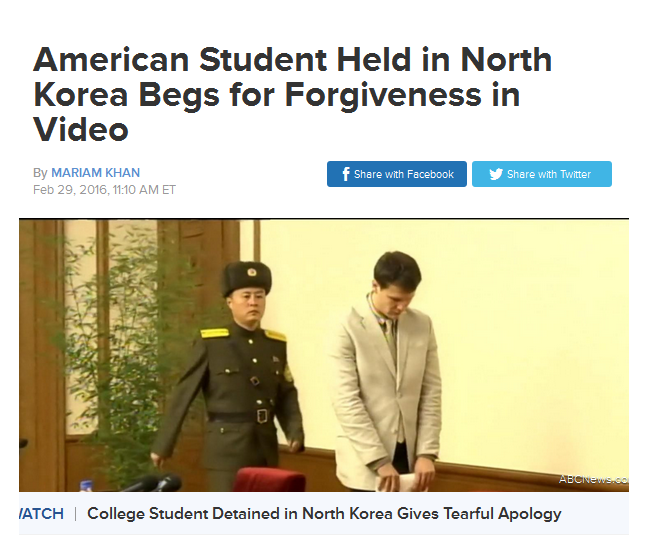 American Student Held in North
Korea Begs for Forgiveness in
Video
By MARIAM KHAN
Feb 29, 2016, 11:10 AM ET
Share with Facebook
Share with Twitter
ABCNews.co
WATCH | College Student Detained in North Korea Gives Tearful Apology